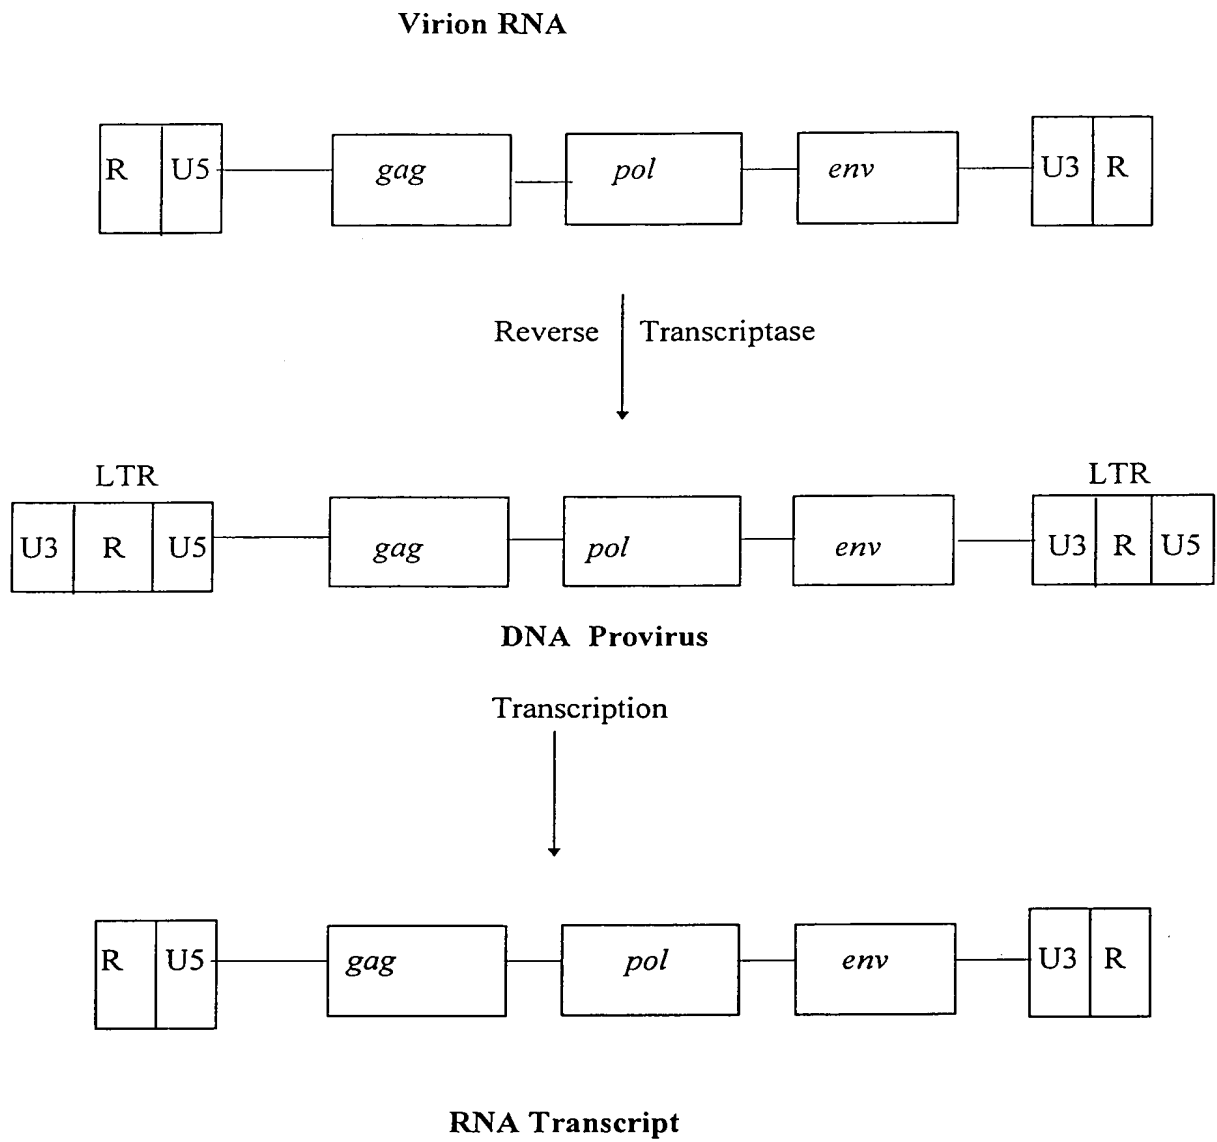 Virion RNA
R U5 gag pol env U3 R
Reverse Transcriptase
LTR LTR
U3 R U5 gag pol env U3 R U5
DNA Provirus
Transcription
R U5 gag pol env U3 R
RNA Transcript